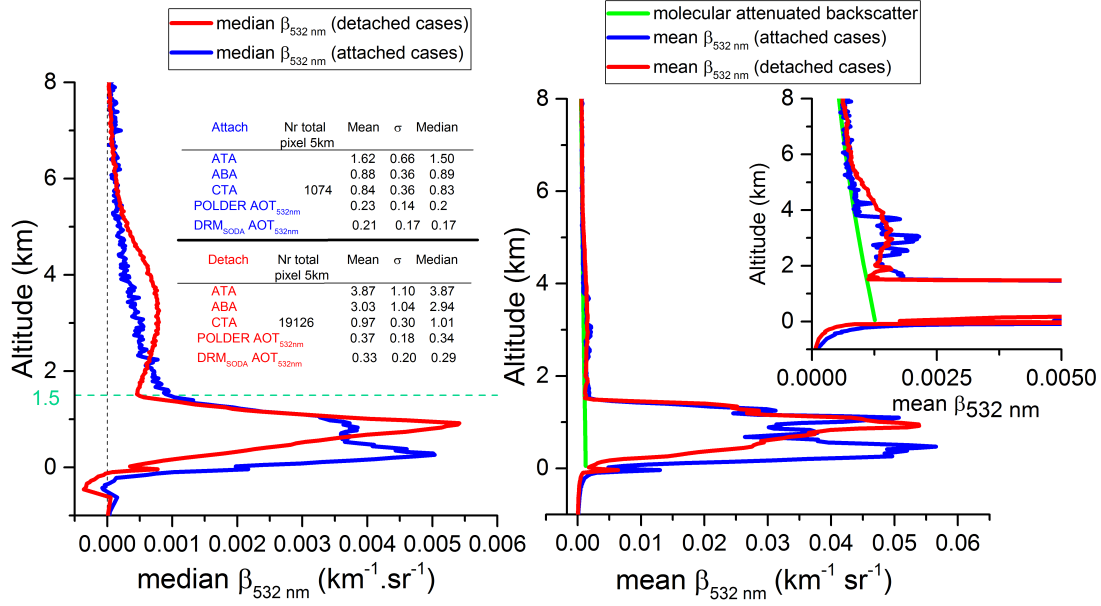 median β532 nm (detached cases)
median β532 nm (attached cases)
8
6
4
2
1.5
0
Altitude (km)
Attach Nr total Mean σ Median
pixel 5km
ATA 1.62 0.66 1.50
ABA 0.88 0.36 0.89
CTA 1074 0.84 0.36 0.83
POLDER AOT532nm 0.23 0.14 0.2
DRMSODA AOT532nm 0.21 0.17 0.17
Detach Nr total Mean σ Median
pixel 5km
ATA 3.87 1.10 3.87
ABA 3.03 1.04 2.94
CTA 19126 0.97 0.30 1.01
POLDER AOT532nm 0.37 0.18 0.34
DRMSODA AOT532nm 0.33 0.20 0.29
0.000 0.001 0.002 0.003 0.004 0.005 0.006
median β532 nm (km-1.sr-1)
molecular attenuated backscatter
mean β532 nm (attached cases)
mean β532 nm (detached cases)
8
6
4
2
0
Altitude (km)
0.00 0.01 0.02 0.03 0.04 0.05 0.06
mean β532 nm (km-1 sr-1)
8
6
4
2
0
Altitude (km)
0.0000 0.0025 0.0050
mean β532 nm